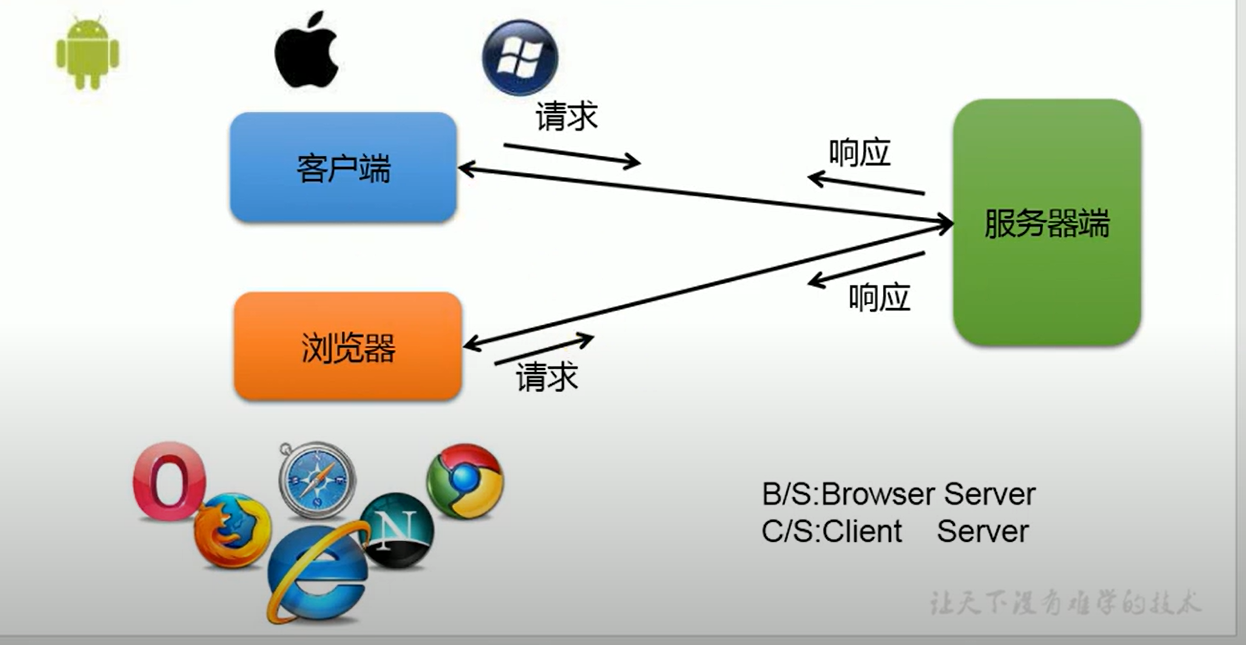 请求
响应
客户端
服务器端
响应
浏览器
请求
B/S:Browser Server
C/S:Client Server
让天下没有难学的技术